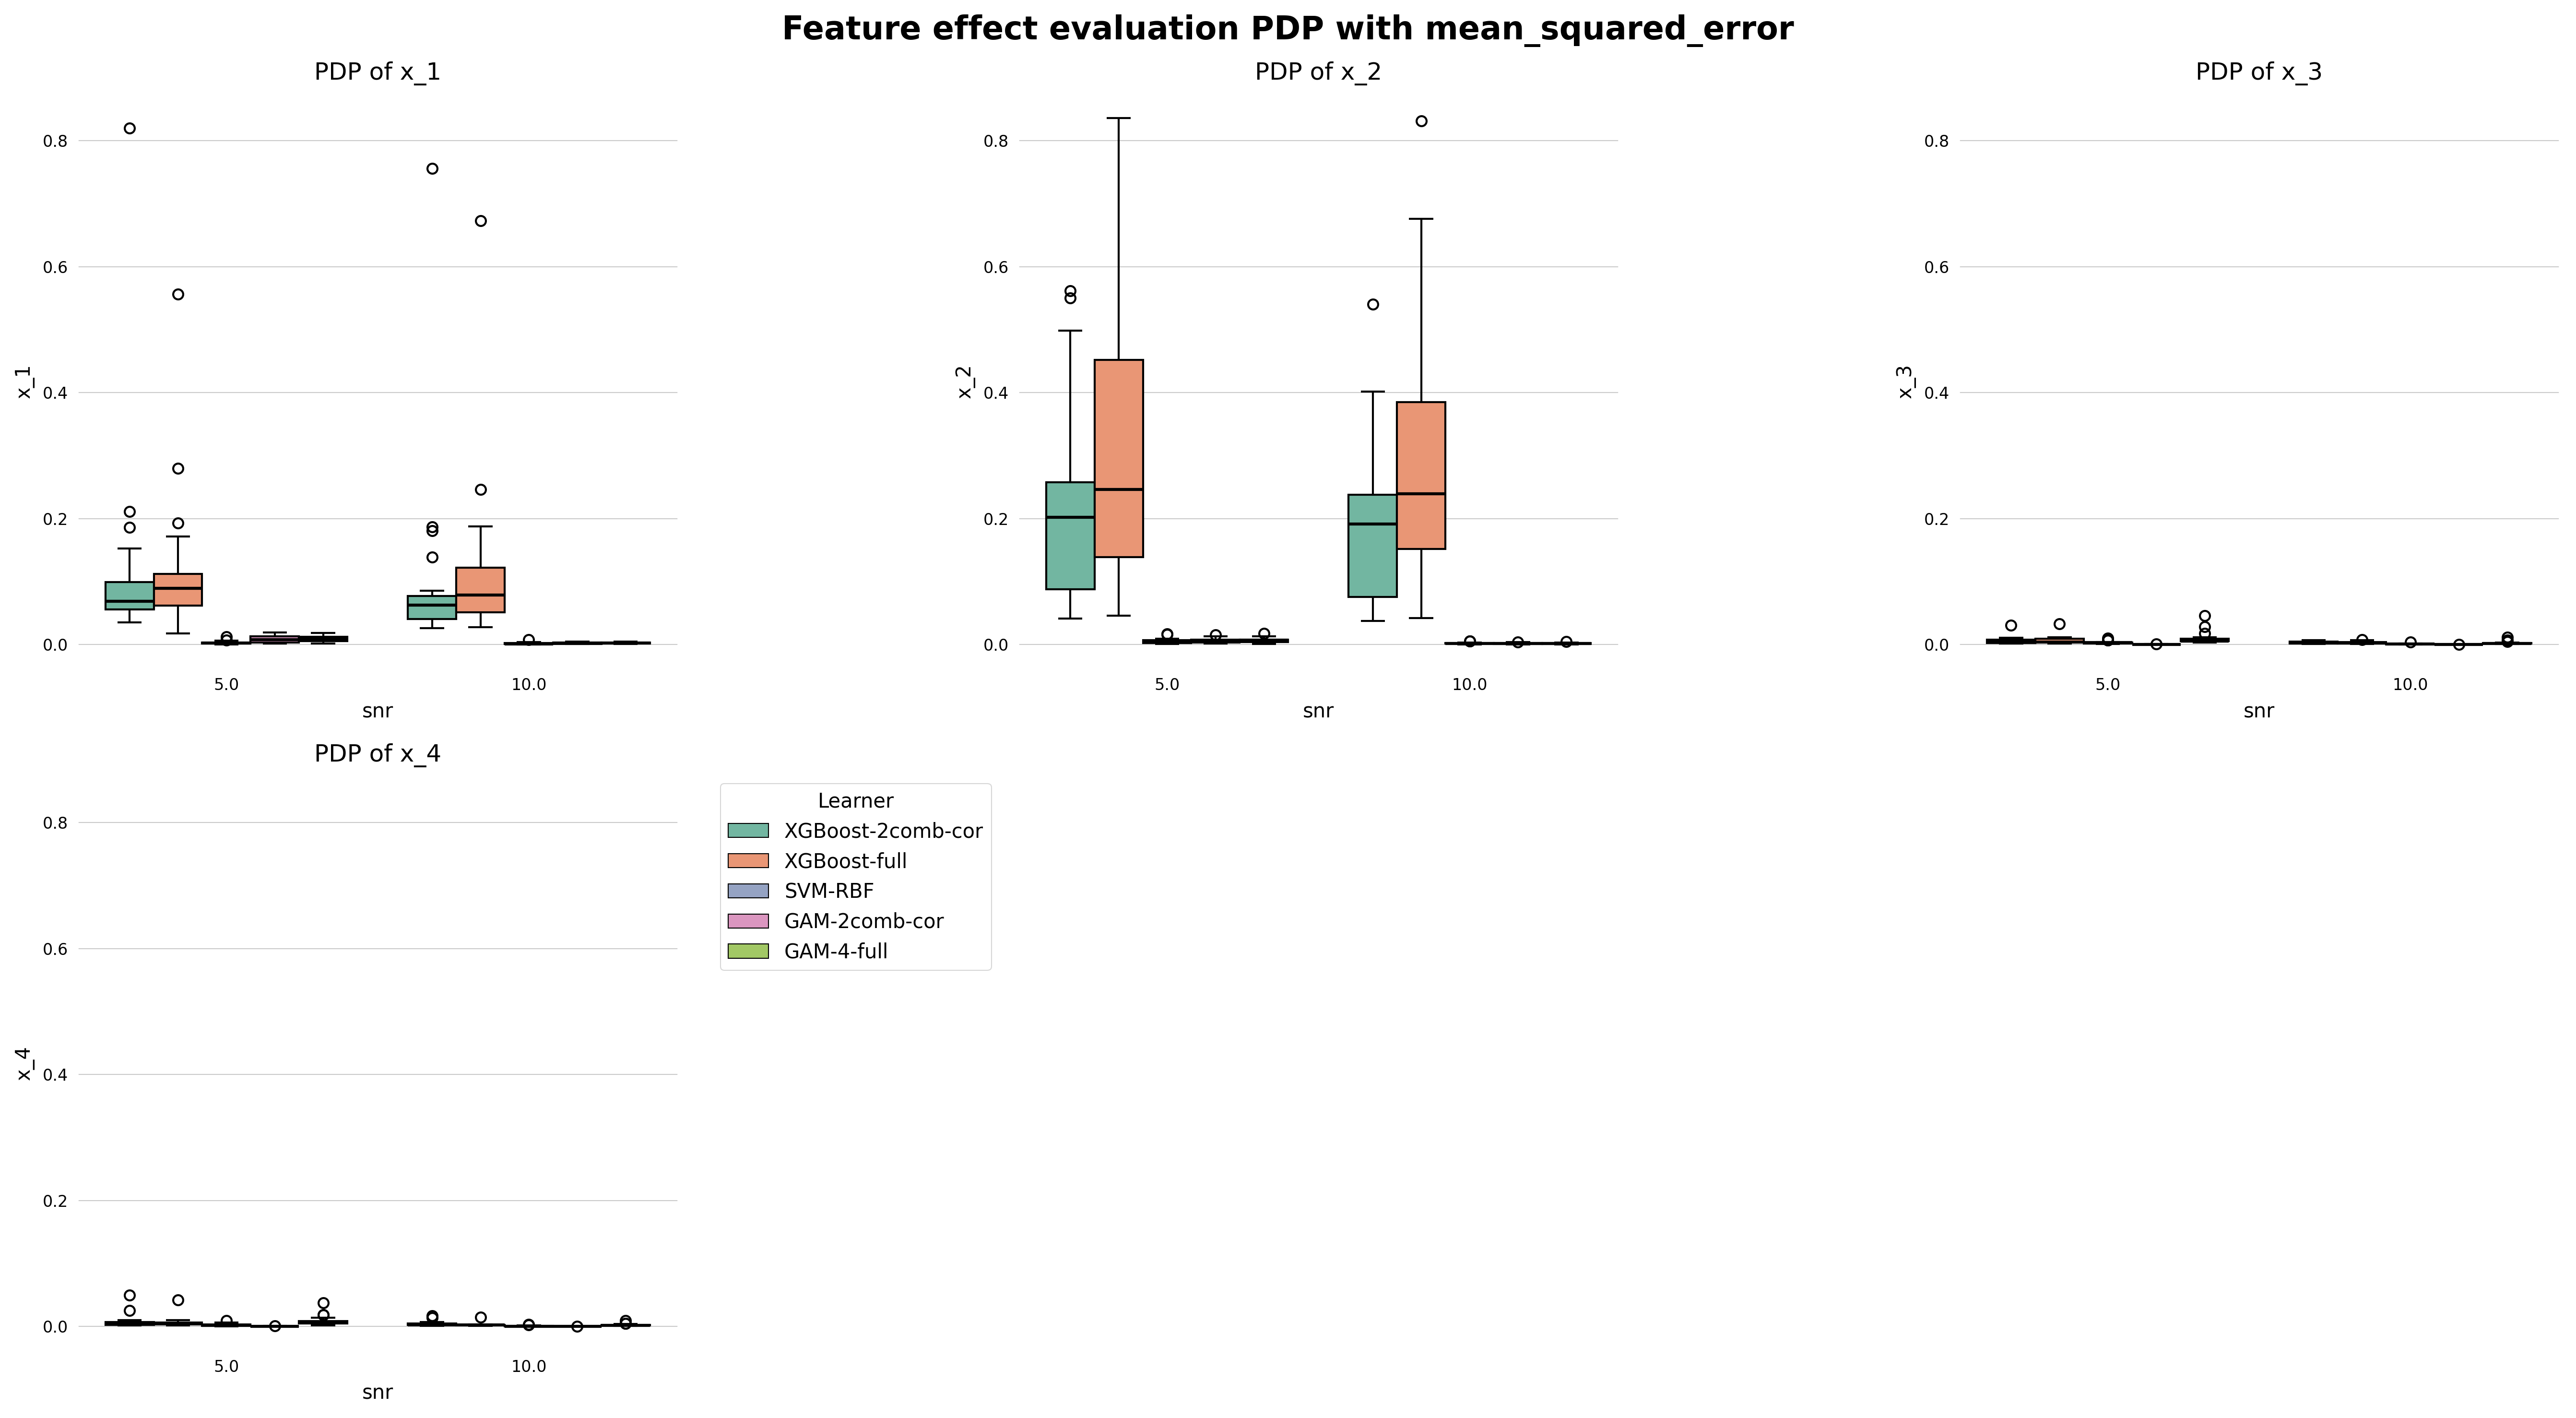 Feature effect evaluation PDP with mean_squared_error
PDP of x_1
x_1
0.8
0.6
0.4
0.2
0.0
5.0 10.0
snr
PDP of x_2
x_2
0.8
0.6
0.4
0.2
0.0
5.0 10.0
snr
PDP of x_3
x_3
0.8
0.6
0.4
0.2
0.0
5.0 10.0
snr
PDP of x_4
x_4
0.8
0.6
0.4
0.2
0.0
5.0 10.0
snr
Learner
XGBoost-2comb-cor
XGBoost-full
SVM-RBF
GAM-2comb-cor
GAM-4-full